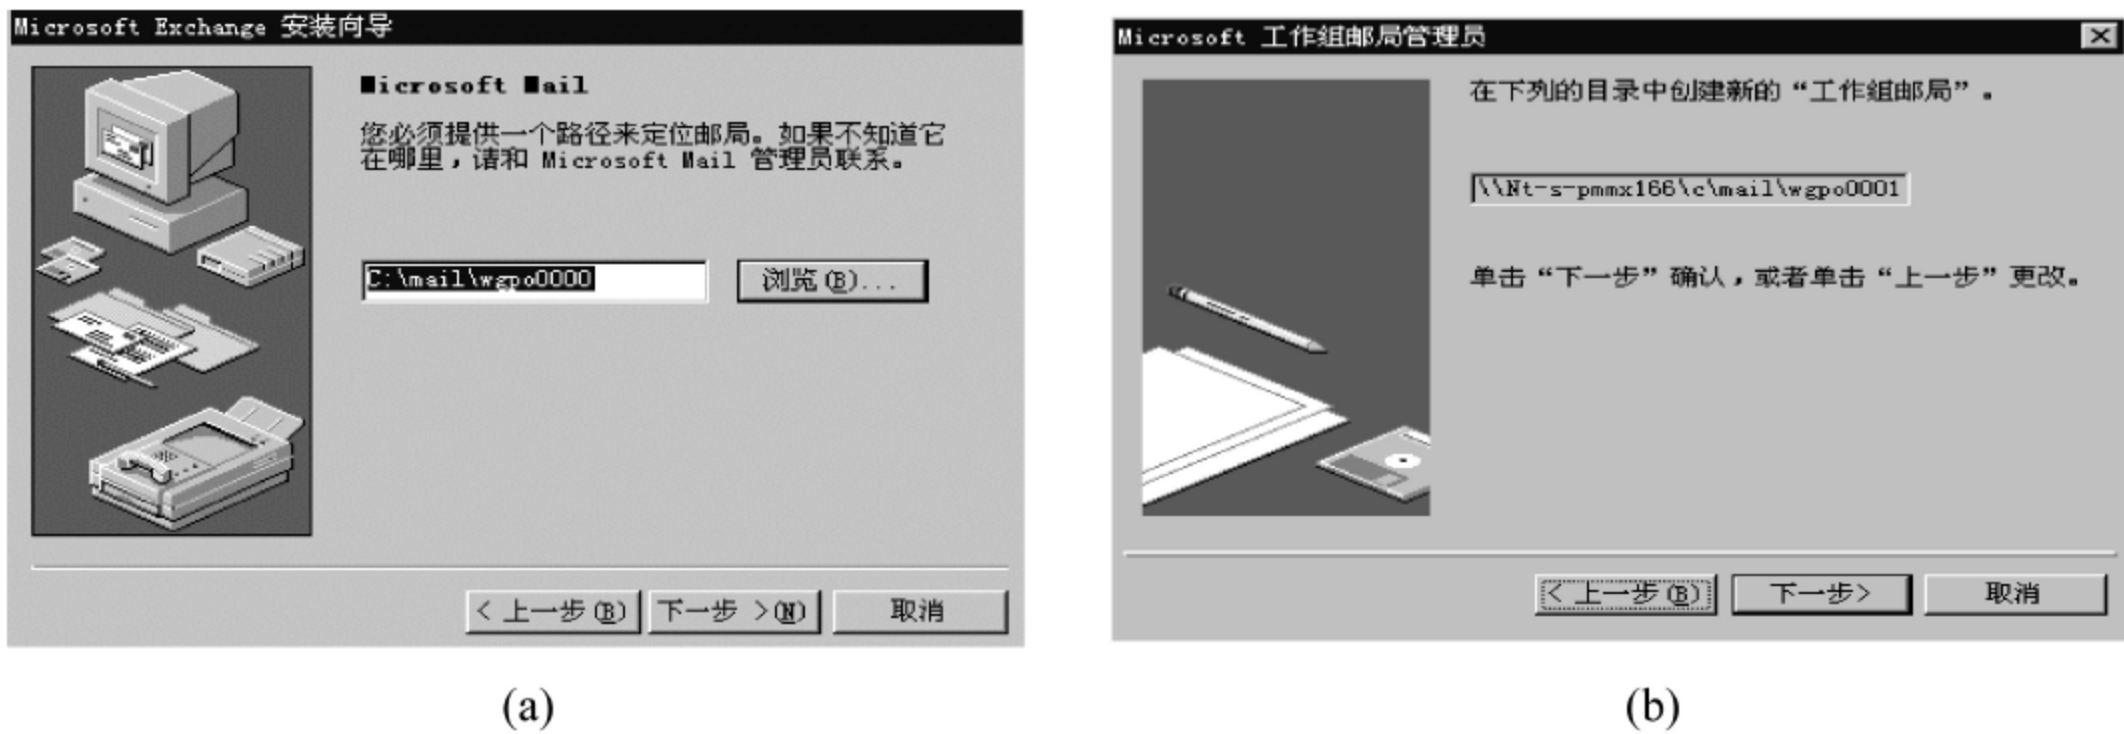 Microsoft Exchange 安装向导
Microsoft Mail
您必须提供一个路径来定位邮局。如果不知道它
在哪里，请和 Microsoft Mail 管理员联系。
C:\mail\wgpo0000
浏览(B)...
< 上一步(B)
下一步 >(N)
取消
(a)
Microsoft 工作组邮局管理员
在下列的目录中创建新的“工作组邮局”。
\\Nt-s-pmmx166\c\mail\wgpo0001
单击“下一步”确认，或者单击“上一步”更改。
< 上一步(B)
下一步>
取消
(b)